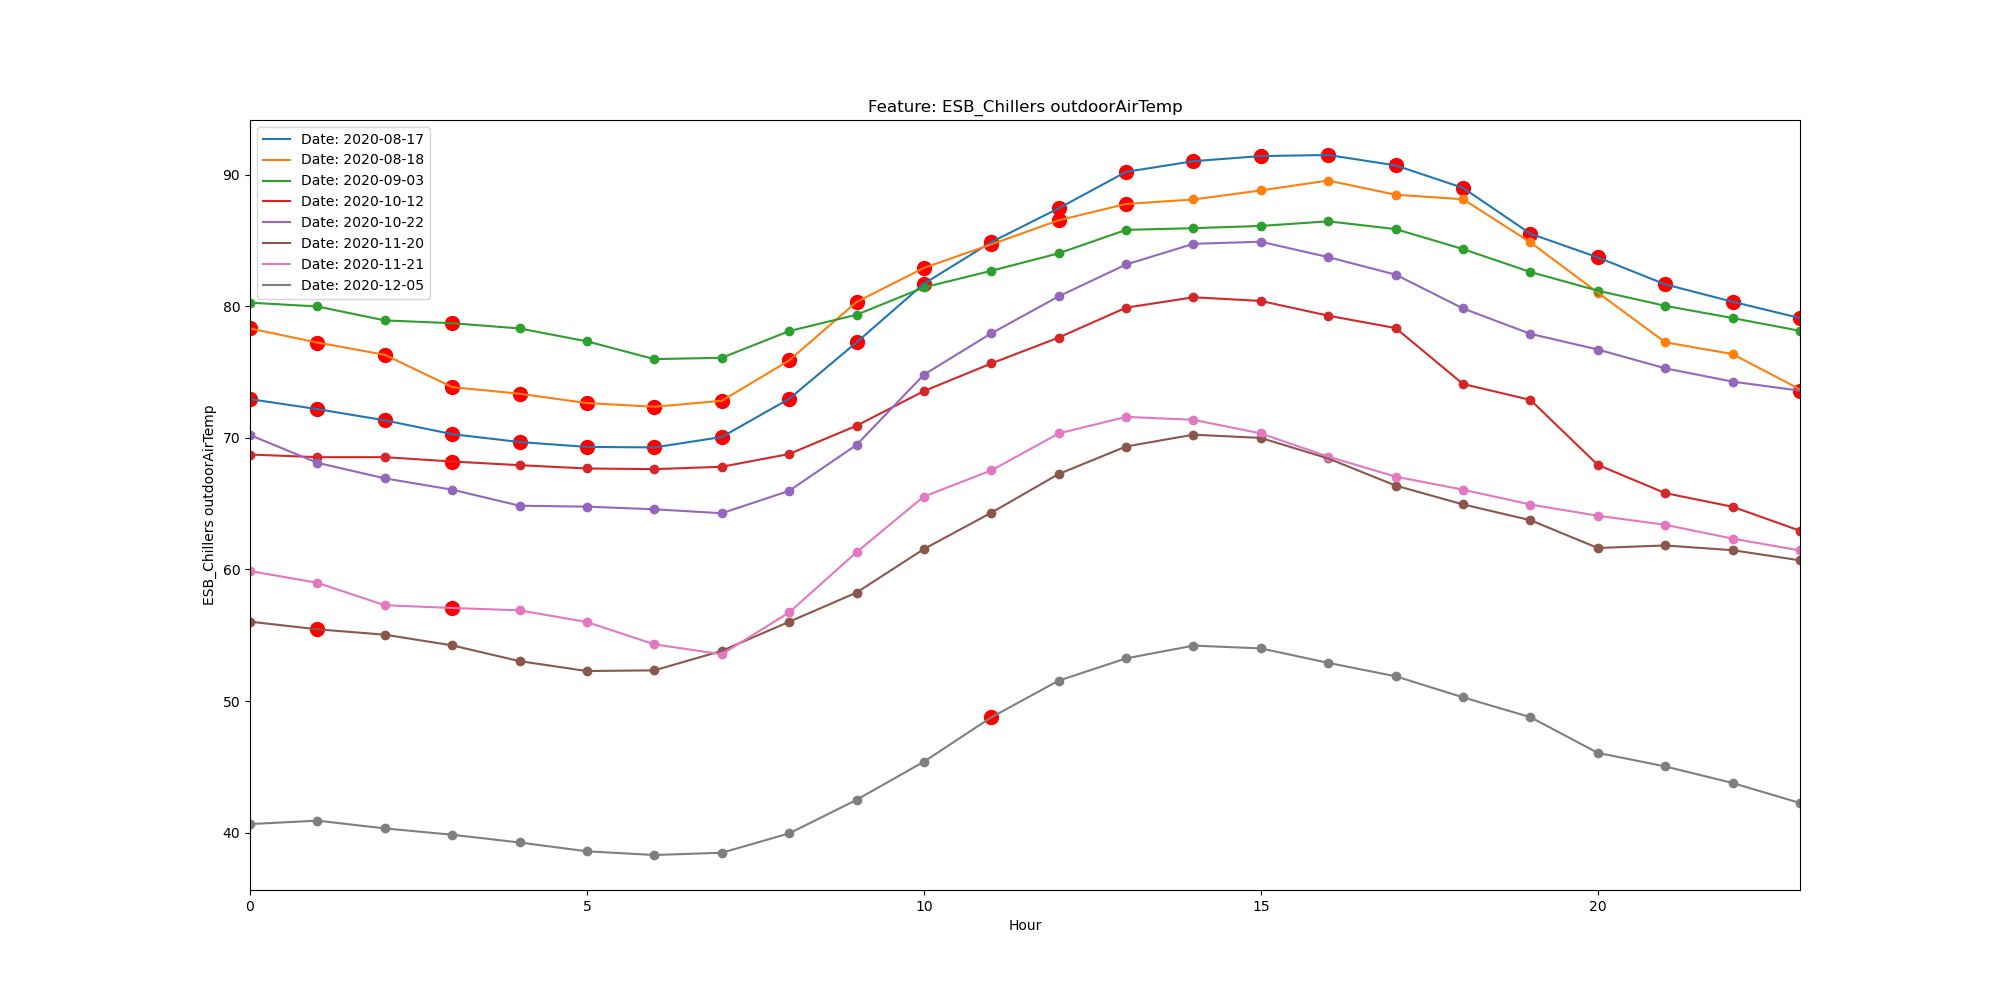 Feature: ESB_Chillers outdoorAirTemp
Date: 2020-08-17
Date: 2020-08-18
Date: 2020-09-03
Date: 2020-10-12
Date: 2020-10-22
Date: 2020-11-20
Date: 2020-11-21
Date: 2020-12-05
ESB_Chillers outdoorAirTemp
90
80
70
60
50
40
0 5 10 15 20
Hour